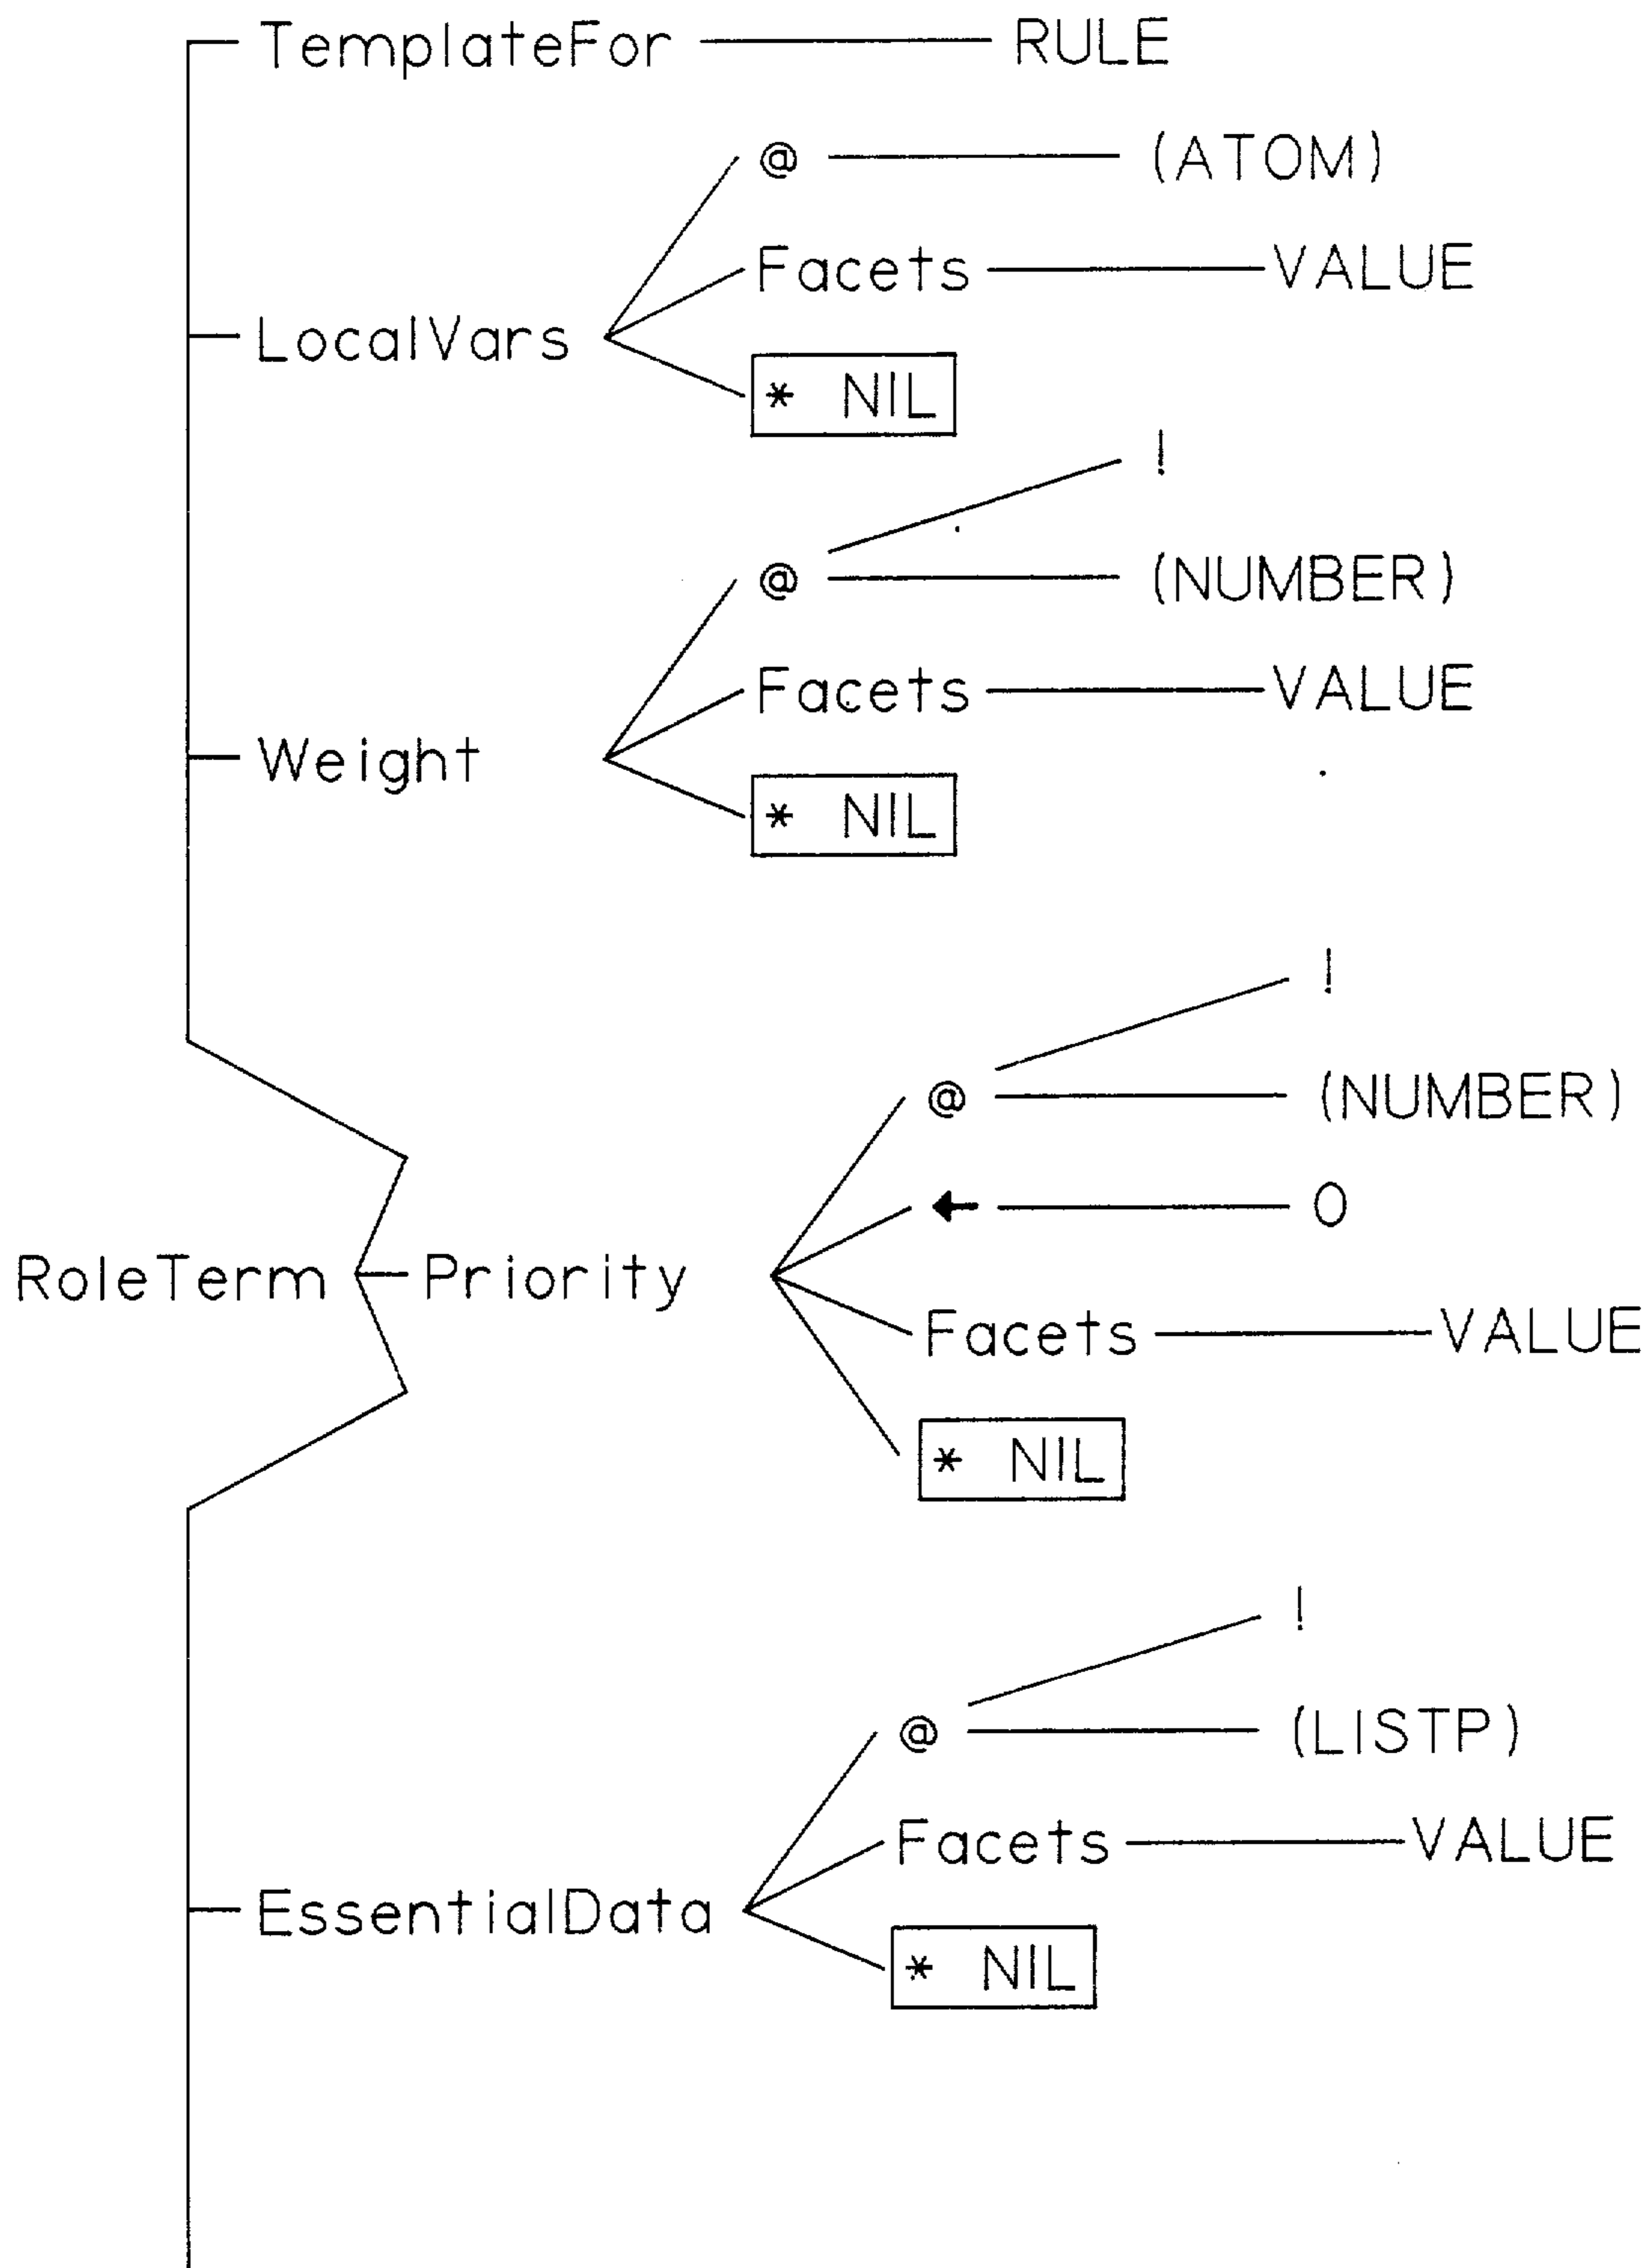 TemplateFor RULE
@ (ATOM)
Facets VALUE
LocalVars
* NIL
!
@ (NUMBER)
Facets VALUE
Weight
* NIL
!
@ (NUMBER)
← 0
RoleTerm Priority
Facets VALUE
* NIL
!
@ (LISTP)
Facets VALUE
EssentialData
* NIL